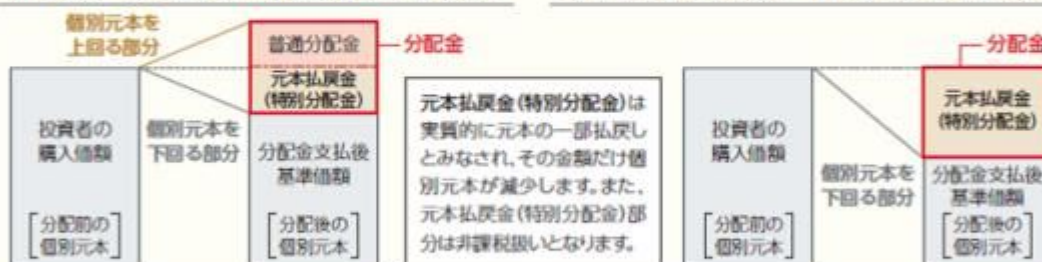 個別元本を
上回る部分
普通分配金
分配金
元本払戻金
(特別分配金)
投資者の
購入価額
個別元本を
下回る部分
分配金支払後
基準価額
[分配前の
個別元本]
[分配後の
個別元本]
元本払戻金(特別分配金)は
実質的に元本の一部払戻し
とみなされ、その金額だけ個
別元本が減少します。また、
元本払戻金(特別分配金)部
分は非課税扱いとなります。
分配金
元本払戻金
(特別分配金)
投資者の
購入価額
個別元本を
下回る部分
分配金支払後
基準価額
[分配前の
個別元本]
[分配後の
個別元本]